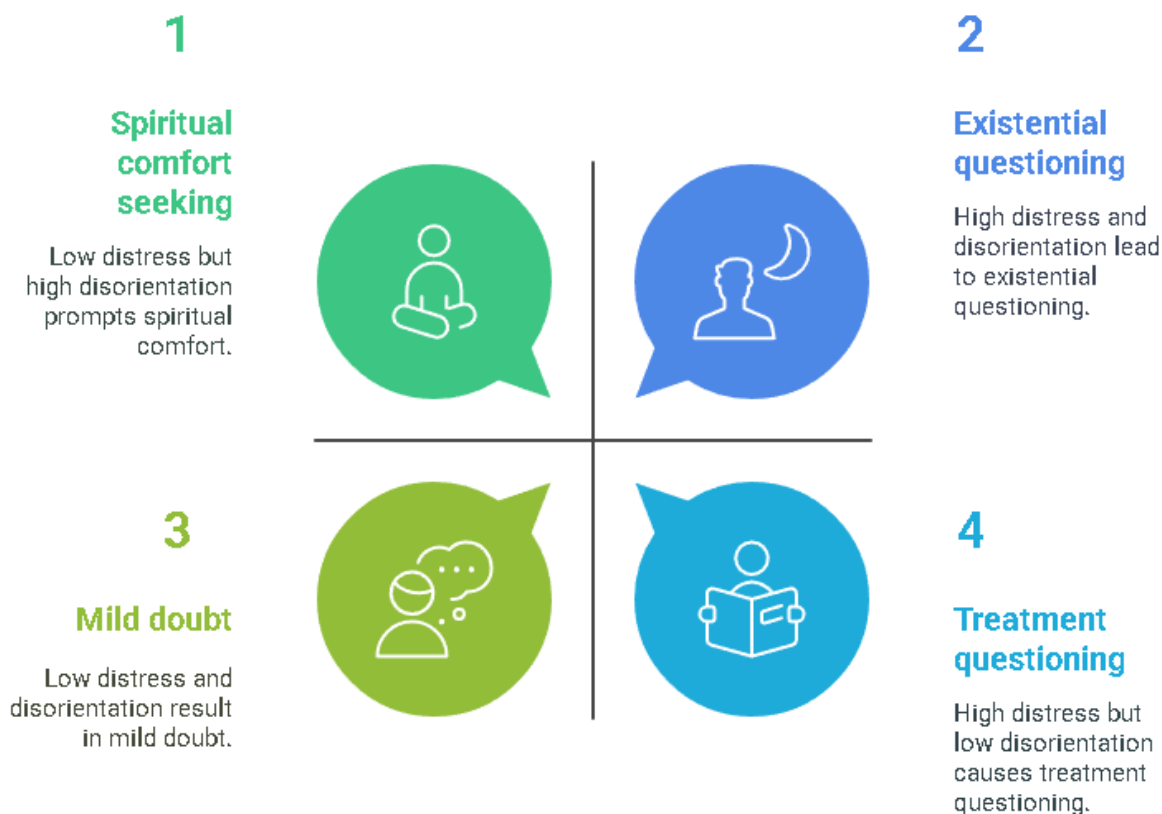 1
Spiritual
comfort
seeking
Low distress but
high disorientation
prompts spiritual
comfort.
2
Existential
questioning
High distress and
disorientation lead
to existential
questioning.
3
Mild doubt
Low distress and
disorientation result
in mild doubt.
4
Treatment
questioning
High distress but
low disorientation
causes treatment
questioning.